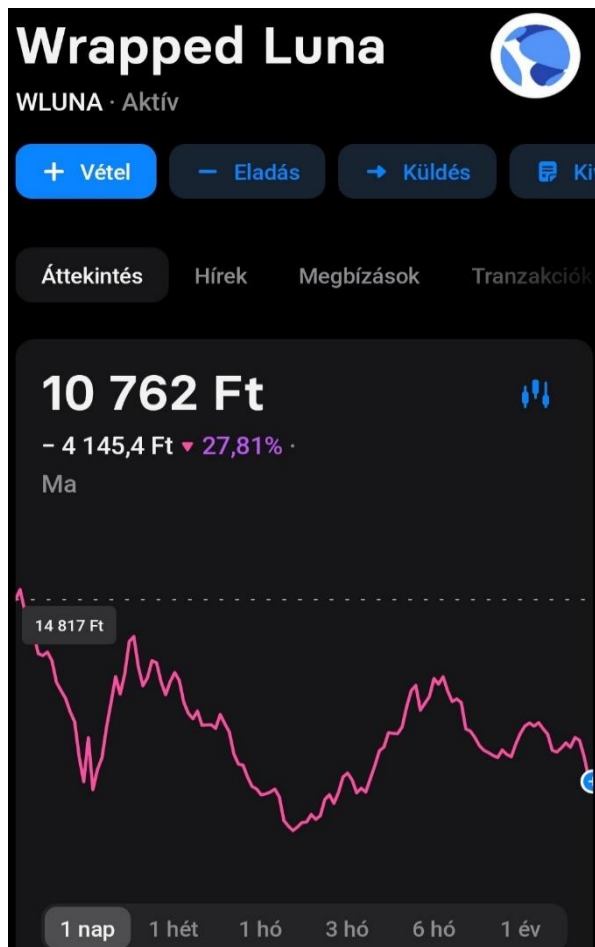 Wrapped Luna
WLUNA · Aktív
+ Vétel
− Eladás
→ Küldés
Áttekintés
Hírek
Megbízások
Tranzakciók
10 762 Ft
− 4 145,4 Ft ▼ 27,81% ·
Ma
14 817 Ft
1 nap
1 hét
1 hó
3 hó
6 hó
1 év